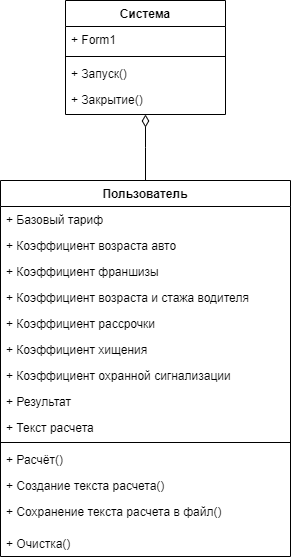 Система
+ Form1
+ Запуск()
+ Закрытие()
Пользователь
+ Базовый тариф
+ Коэффициент возраста авто
+ Коэффициент франшизы
+ Коэффициент возраста и стажа водителя
+ Коэффициент рассрочки
+ Коэффициент хищения
+ Коэффициент охранной сигнализации
+ Результат
+ Текст расчета
+ Расчёт()
+ Создание текста расчета()
+ Сохранение текста расчета в файл()
+ Очистка()